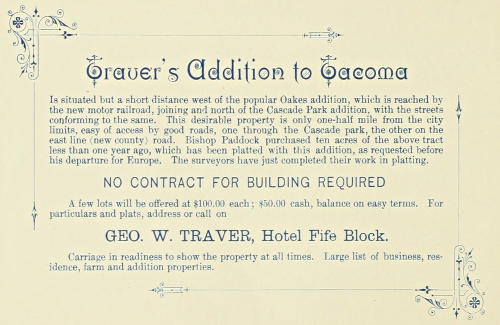 Traver's Addition to Tacoma
Is situated but a short distance west of the popular Oakes addition, which is reached by
the new motor railroad, joining and north of the Cascade Park addition, with the streets
conforming to the same. This desirable property is only one-half mile from the city
limits, easy of access by good roads, one through the Cascade park, the other on the
east line (new county) road. Bishop Paddock purchased ten acres of the above tract
less than one year ago, which has been platted with this addition, as requested before
his departure for Europe. The surveyors have just completed their work in platting.
NO CONTRACT FOR BUILDING REQUIRED
A few lots will be offered at $100.00 each; $50.00 cash, balance on easy terms. For
particulars and plats, address or call on
GEO. W. TRAVER, Hotel Fife Block.
Carriage in readiness to show the property at all times. Large list of business, res-
idence, farm and addition properties.